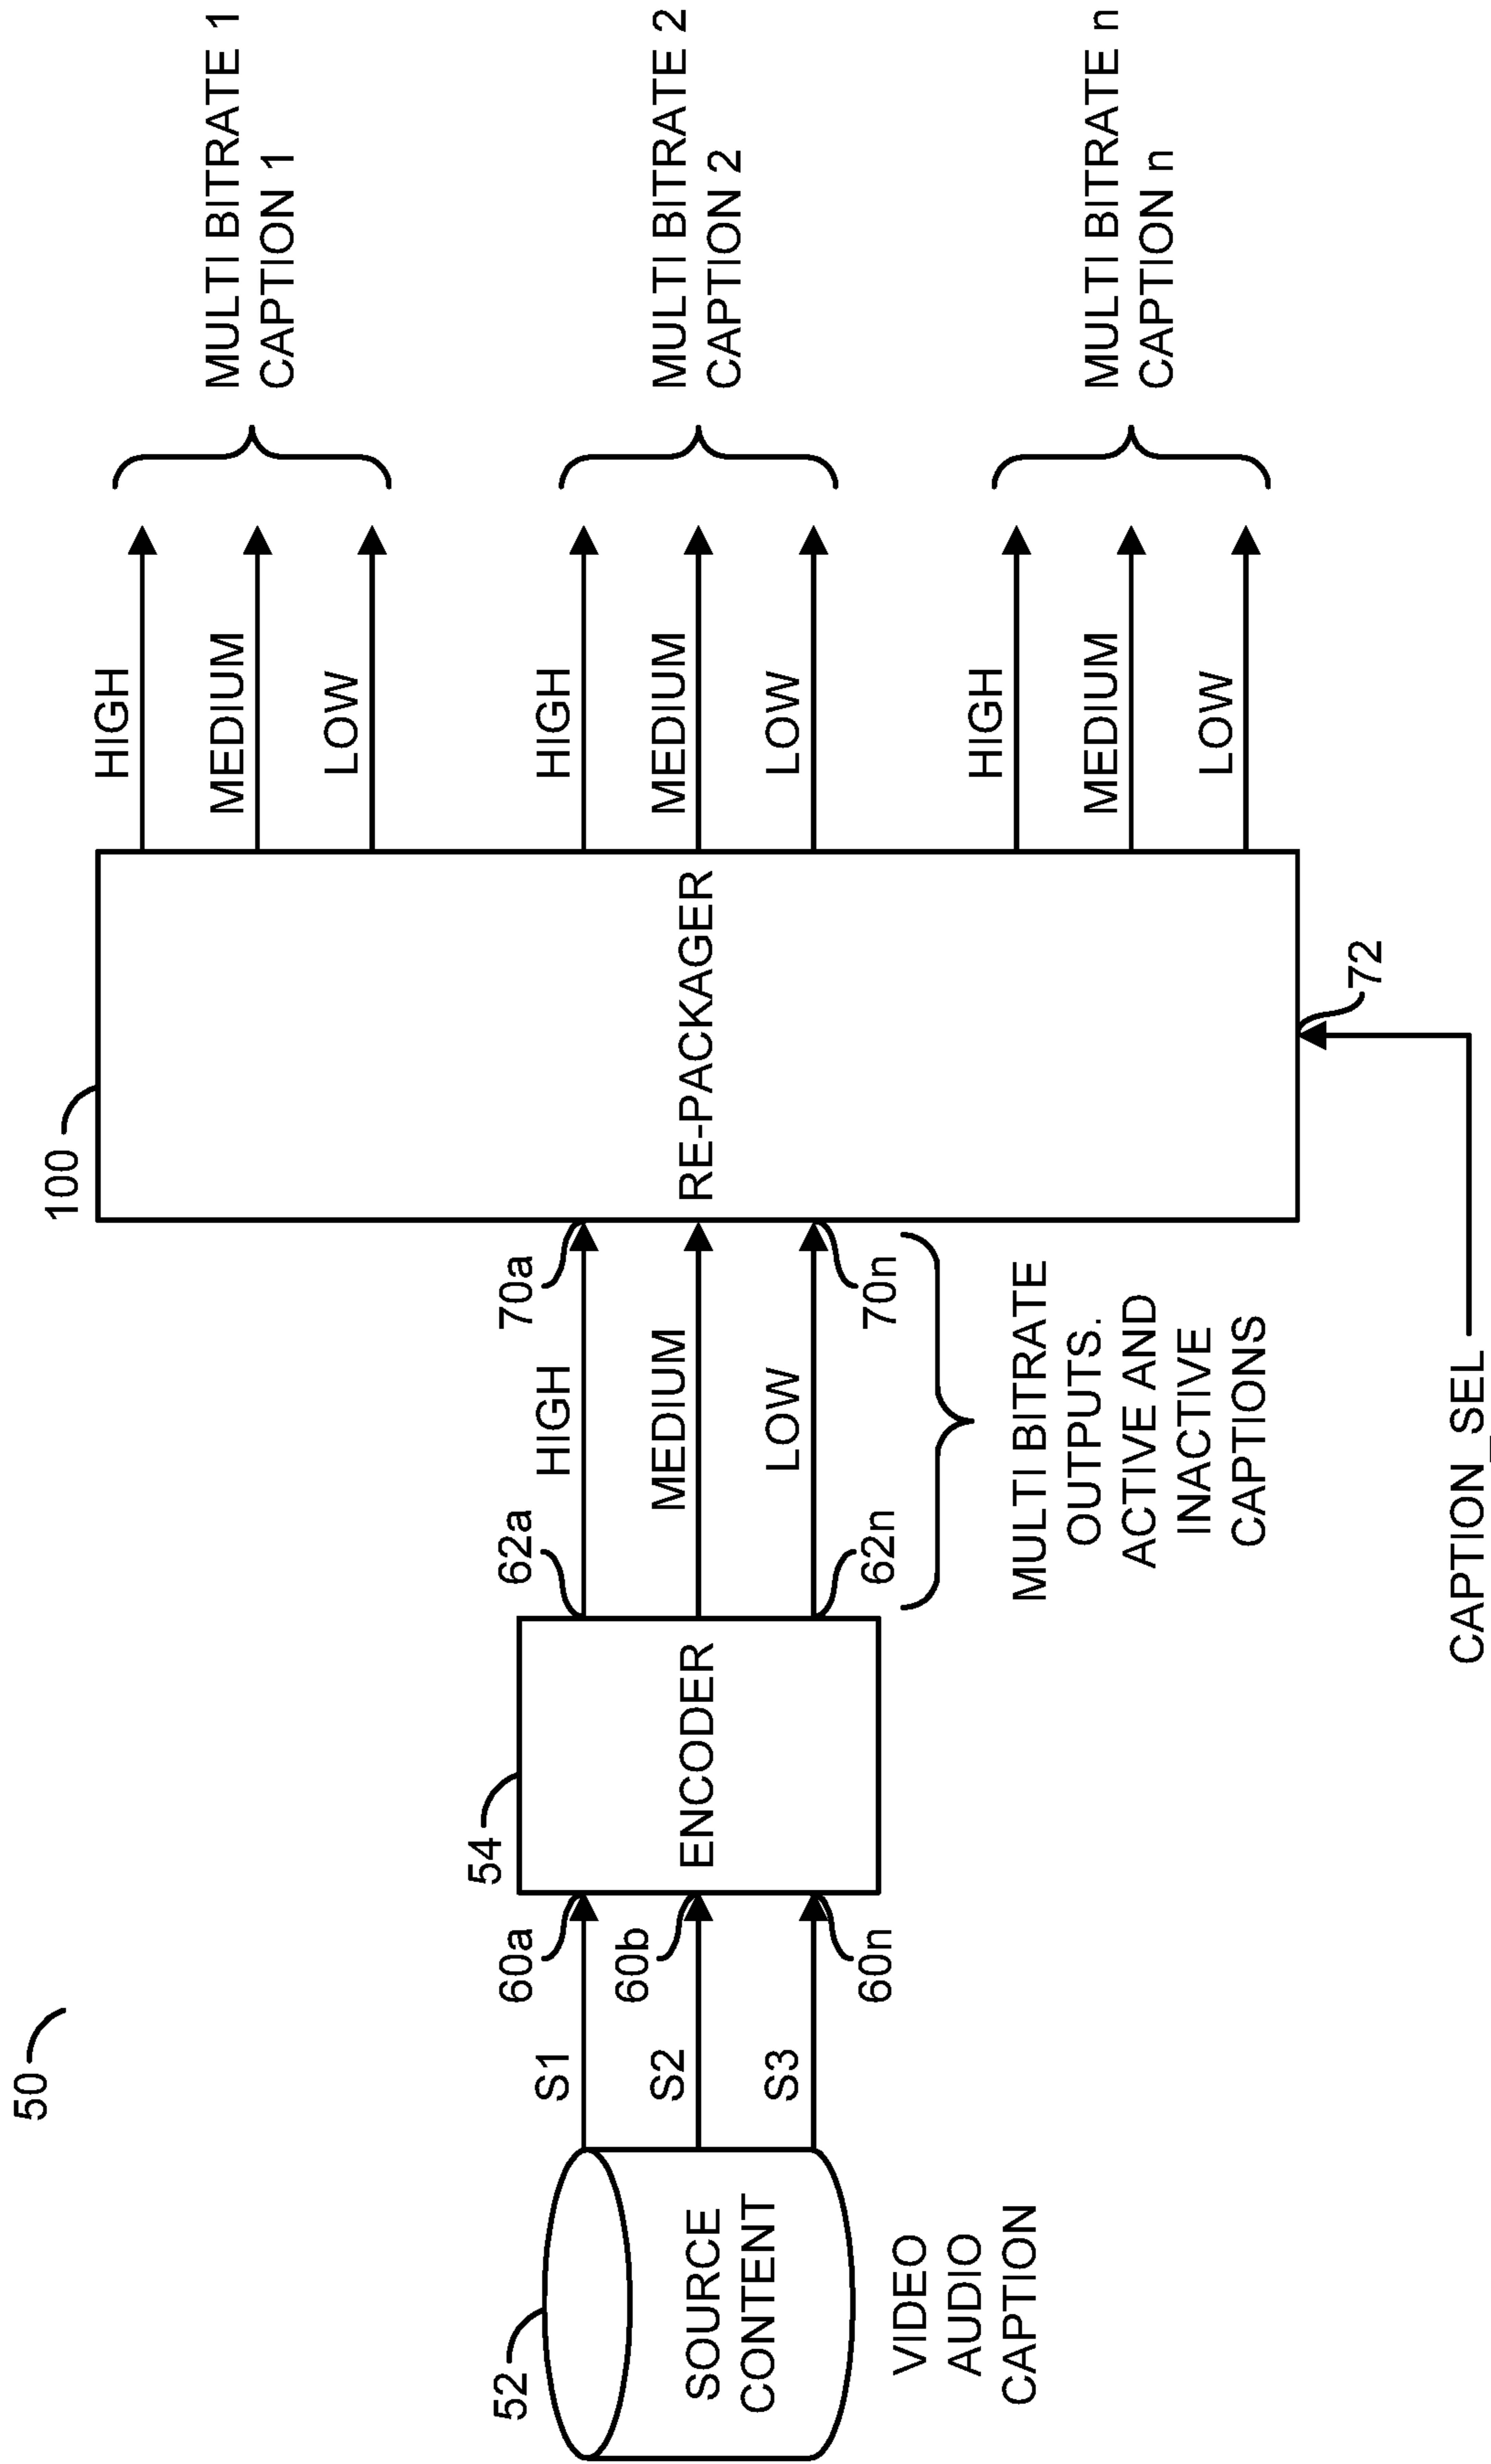 50
52
SOURCE
CONTENT
VIDEO
AUDIO
CAPTION
S1
S2
S3
60a
60b
60n
54
ENCODER
62a
62n
HIGH
MEDIUM
LOW
70a
70n
MULTI BITRATE
OUTPUTS.
ACTIVE AND
INACTIVE
CAPTIONS
CAPTION_SEL
100
RE-PACKAGER
72
HIGH
MEDIUM
LOW
MULTI BITRATE 1
CAPTION 1
HIGH
MEDIUM
LOW
MULTI BITRATE 2
CAPTION 2
HIGH
MEDIUM
LOW
MULTI BITRATE n
CAPTION n